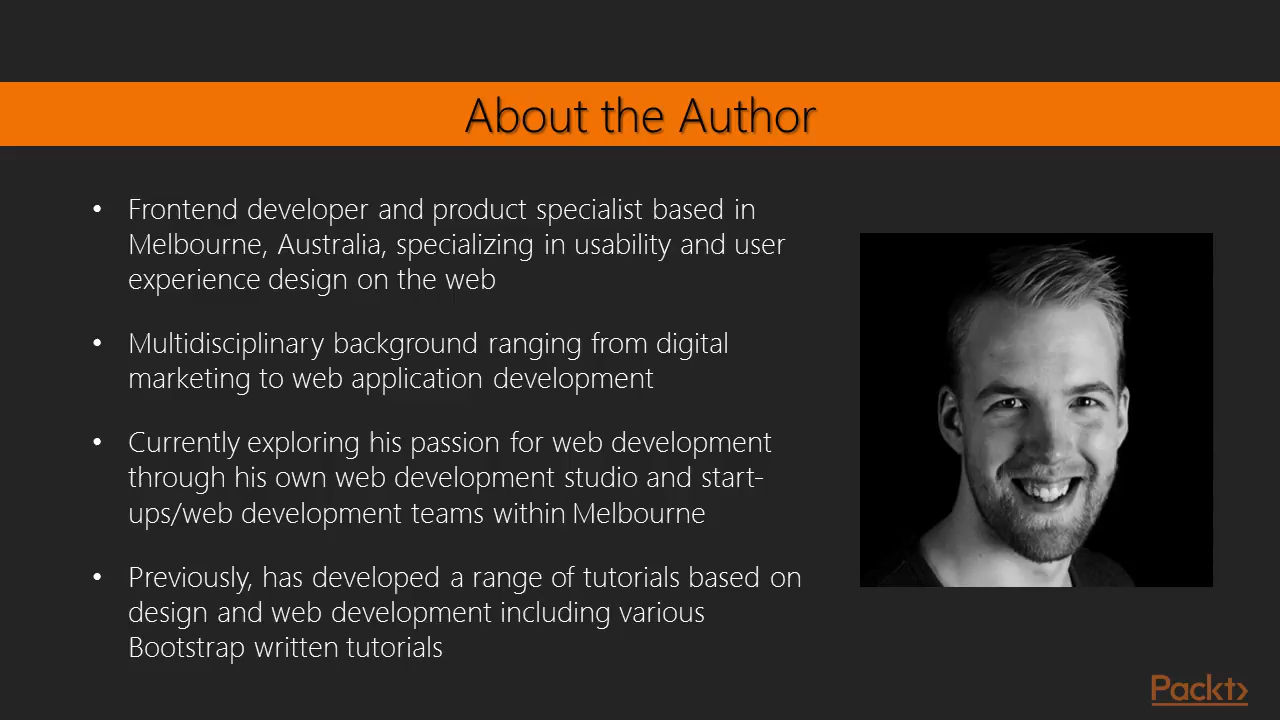 About the Author
• Frontend developer and product specialist based in
Melbourne, Australia, specializing in usability and user
experience design on the web
• Multidisciplinary background ranging from digital
marketing to web application development
• Currently exploring his passion for web development
through his own web development studio and start-
ups/web development teams within Melbourne
• Previously, has developed a range of tutorials based on
design and web development including various
Bootstrap written tutorials
Packt>